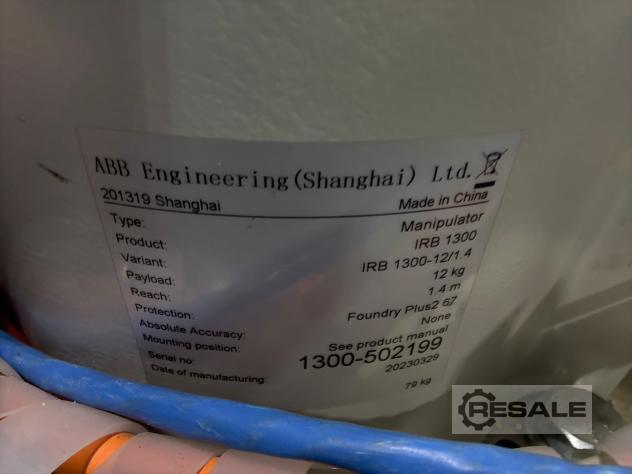 ABB Engineering(Shanghai) Ltd.
201319 Shanghai Made in China
Type: Manipulator
Product: IRB 1300
Variant: IRB 1300-12/1.4
Payload: 12 kg
Reach: 1.4 m
Protection: Foundry Plus2 67
Absolute Accuracy: None
Mounting position: See product manual
Serial no: 1300-502199
Date of manufacturing: 20230329
79 kg
RESALE